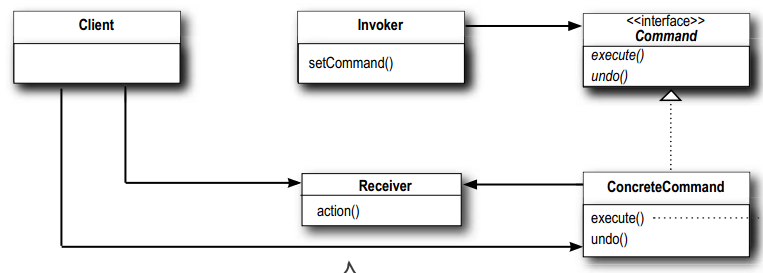 Client
Invoker
setCommand()
<<interface>>
Command
execute()
undo()
Receiver
action()
ConcreteCommand
execute()
undo()